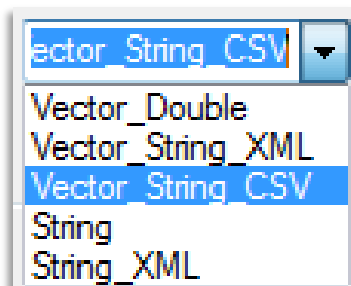 ector_String_CSV
Vector_Double
Vector_String_XML
Vector_String_CSV
String
String_XML